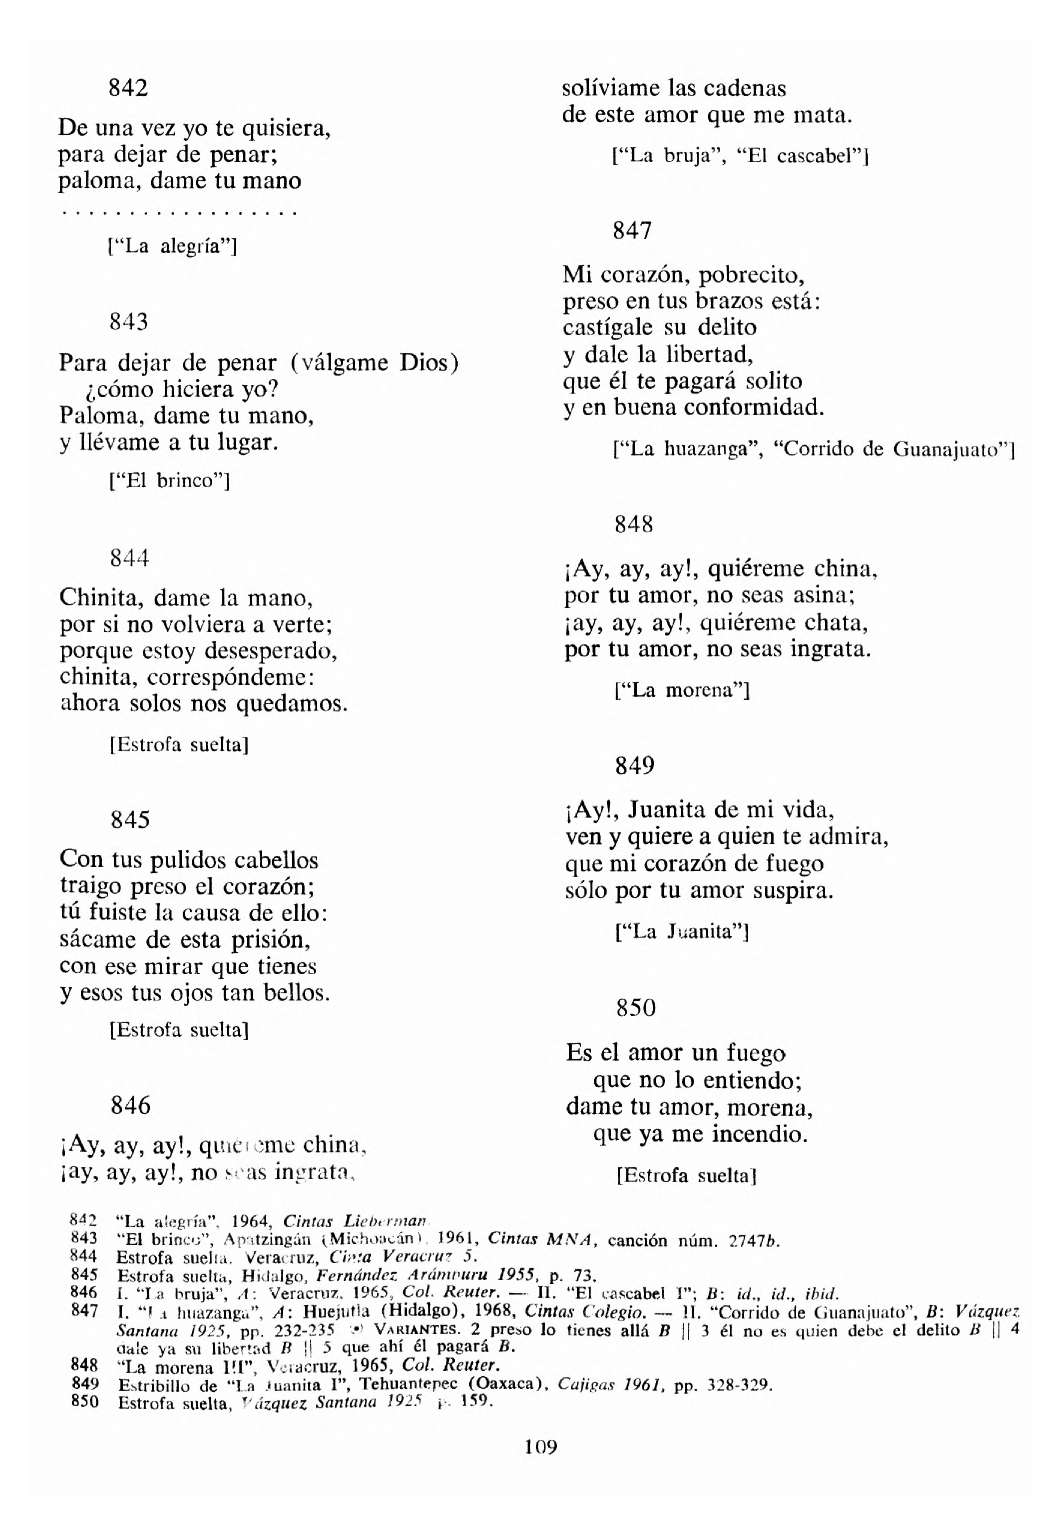 842
De una vez yo te quisiera,
para dejar de penar;
paloma, dame tu mano
. . . . . . . . . . . . . . . . . .
[“La alegría”]
843
Para dejar de penar (válgame Dios)
¿cómo hiciera yo?
Paloma, dame tu mano,
y llévame a tu lugar.
[“El brinco”]
844
Chinita, dame la mano,
por si no volviera a verte;
porque estoy desesperado,
chinita, correspóndeme:
ahora solos nos quedamos.
[Estrofa suelta]
845
Con tus pulidos cabellos
traigo preso el corazón;
tú fuiste la causa de ello:
sácame de esta prisión,
con ese mirar que tienes
y esos tus ojos tan bellos.
[Estrofa suelta]
846
¡Ay, ay, ay!, quiéreme china,
¡ay, ay, ay!, no seas ingrata,
solíviame las cadenas
de este amor que me mata.
[“La bruja”, “El cascabel”]
847
Mi corazón, pobrecito,
preso en tus brazos está:
castígale su delito
y dale la libertad,
que él te pagará solito
y en buena conformidad.
[“La huazanga”, “Corrido de Guanajuato”]
848
¡Ay, ay, ay!, quiéreme china,
por tu amor, no seas asina;
¡ay, ay, ay!, quiéreme chata,
por tu amor, no seas ingrata.
[“La morena”]
849
¡Ay!, Juanita de mi vida,
ven y quiere a quien te admira,
que mi corazón de fuego
sólo por tu amor suspira.
[“La Juanita”]
850
Es el amor un fuego
que no lo entiendo;
dame tu amor, morena,
que ya me incendio.
[Estrofa suelta]
842 “La alegría”, 1964, Cintas Lieberman.
843 “El brinco”, Apatzingán (Michoacán), 1961, Cintas MNA, canción núm. 2747b.
844 Estrofa suelta. Veracruz, Cinta Veracruz 5.
845 Estrofa suelta, Hidalgo, Fernández Arámburu 1955, p. 73.
846 I. “La bruja”, A: Veracruz, 1965, Col. Reuter. — II. “El cascabel I”; B: id., id., ibid.
847 I. “La huazanga”, A: Huejutla (Hidalgo), 1968, Cintas Colegio. — II. “Corrido de Guanajuato”, B: Vázquez
Santana 1925, pp. 232-235 VARIANTES. 2 preso lo tienes allá B || 3 él no es quien debe el delito B || 4
dale ya su libertad B || 5 que ahí él pagará B.
848 “La morena III”, Veracruz, 1965, Col. Reuter.
849 Estribillo de “La Juanita I”, Tehuantepec (Oaxaca), Cajigas 1961, pp. 328-329.
850 Estrofa suelta, Vázquez Santana 1925 p. 159.
109